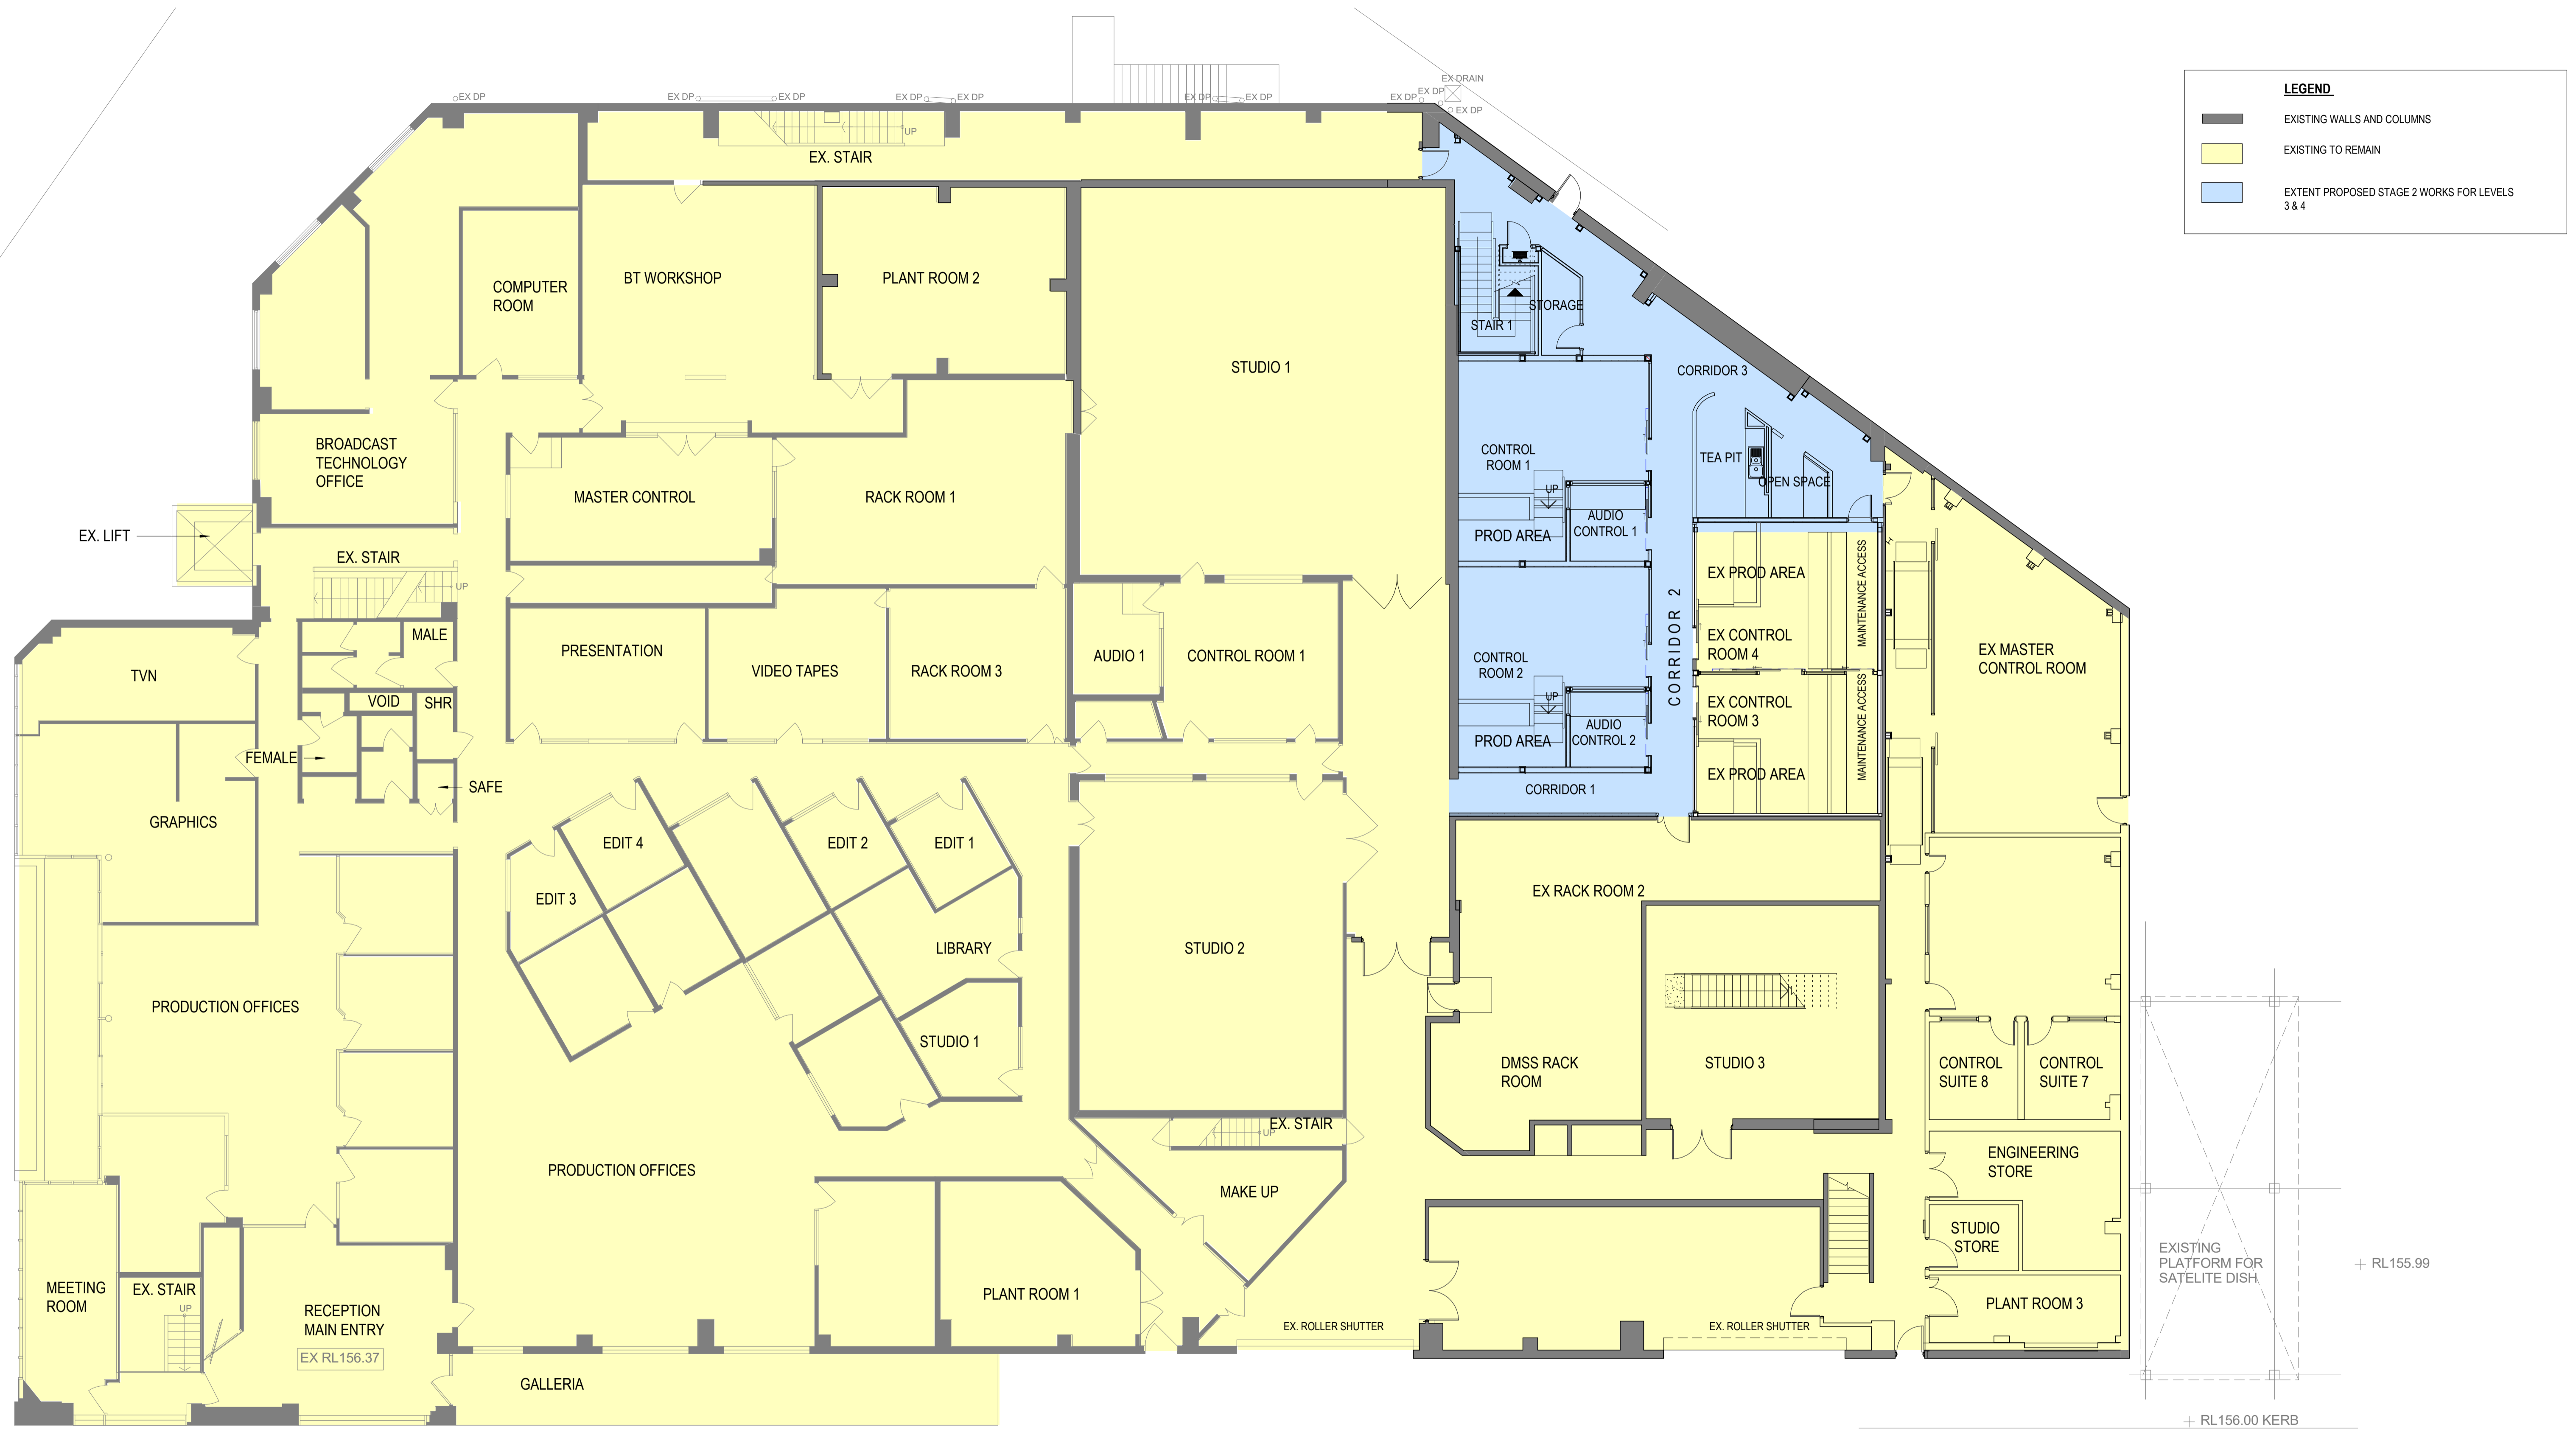 EX DRAIN
EX DP
EX DP
EX DP
EX DP
EX DP
EX DP
EX DP
EX DP
EX DP
EX DP
LEGEND
EXISTING WALLS AND COLUMNS
EXISTING TO REMAIN
EXTENT PROPOSED STAGE 2 WORKS FOR LEVELS
3 & 4
UP
EX. STAIR
COMPUTER
ROOM
BT WORKSHOP
PLANT ROOM 2
STUDIO 1
STORAGE
STAIR 1
CORRIDOR 3
BROADCAST
TECHNOLOGY
OFFICE
MASTER CONTROL
RACK ROOM 1
CONTROL
ROOM 1
UP
PROD AREA
AUDIO
CONTROL 1
TEA PIT
OPEN SPACE
EX. LIFT
EX. STAIR
UP
EX PROD AREA
MAINTENANCE ACCESS
EX CONTROL
ROOM 4
CORRIDOR 2
EX MASTER
CONTROL ROOM
MALE
TVN
PRESENTATION
VIDEO TAPES
RACK ROOM 3
AUDIO 1
CONTROL ROOM 1
CONTROL
ROOM 2
UP
PROD AREA
AUDIO
CONTROL 2
EX CONTROL
ROOM 3
MAINTENANCE ACCESS
EX PROD AREA
VOID
SHR
FEMALE
SAFE
CORRIDOR 1
GRAPHICS
EDIT 4
EDIT 2
EDIT 1
EDIT 3
EX RACK ROOM 2
LIBRARY
STUDIO 2
PRODUCTION OFFICES
STUDIO 1
DMSS RACK
ROOM
STUDIO 3
CONTROL
SUITE 8
CONTROL
SUITE 7
EX. STAIR
UP
PRODUCTION OFFICES
MAKE UP
ENGINEERING
STORE
STUDIO
STORE
EXISTING
PLATFORM FOR
SATELITE DISH
RL155.99
MEETING
ROOM
EX. STAIR
UP
RECEPTION
MAIN ENTRY
EX RL156.37
PLANT ROOM 1
EX. ROLLER SHUTTER
EX. ROLLER SHUTTER
PLANT ROOM 3
GALLERIA
RL156.00 KERB